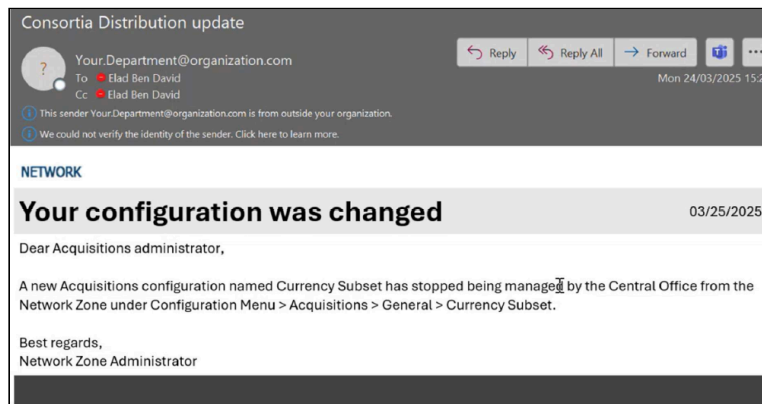 Consortia Distribution update
?
Your.Department@organization.com
To Elad Ben David
Cc Elad Ben David
Reply
Reply All
Forward
Mon 24/03/2025 15:2
This sender Your.Department@organization.com is from outside your organization.
We could not verify the identity of the sender. Click here to learn more.
NETWORK
Your configuration was changed
03/25/2025
Dear Acquisitions administrator,
A new Acquisitions configuration named Currency Subset has stopped being managed by the Central Office from the
Network Zone under Configuration Menu > Acquisitions > General > Currency Subset.
Best regards,
Network Zone Administrator